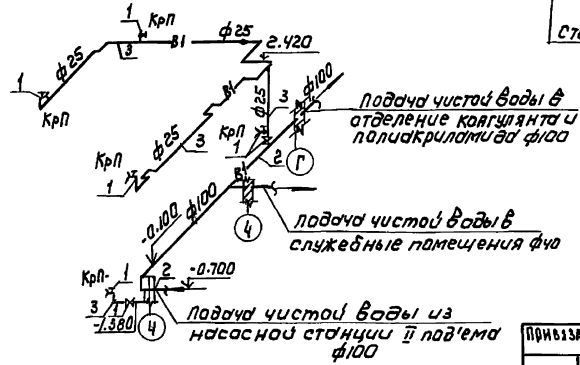 1
КрП
В1
ф25
3
Ст
ф25
2.420
1
КрП
В1
ф25
3
ф100
Подача чистой воды в
отделение коагулянта и
полиакриламида ф100
КрП
1
ф25
3
2
Г
КрП
1
В1
4
ф100
-0.100
Подача чистой воды в
служебные помещения ф40
КрП-
1
2
-0.700
3
1
-1.380
4
Подача чистой воды из
насосной станции II подъема
ф100
Привяза